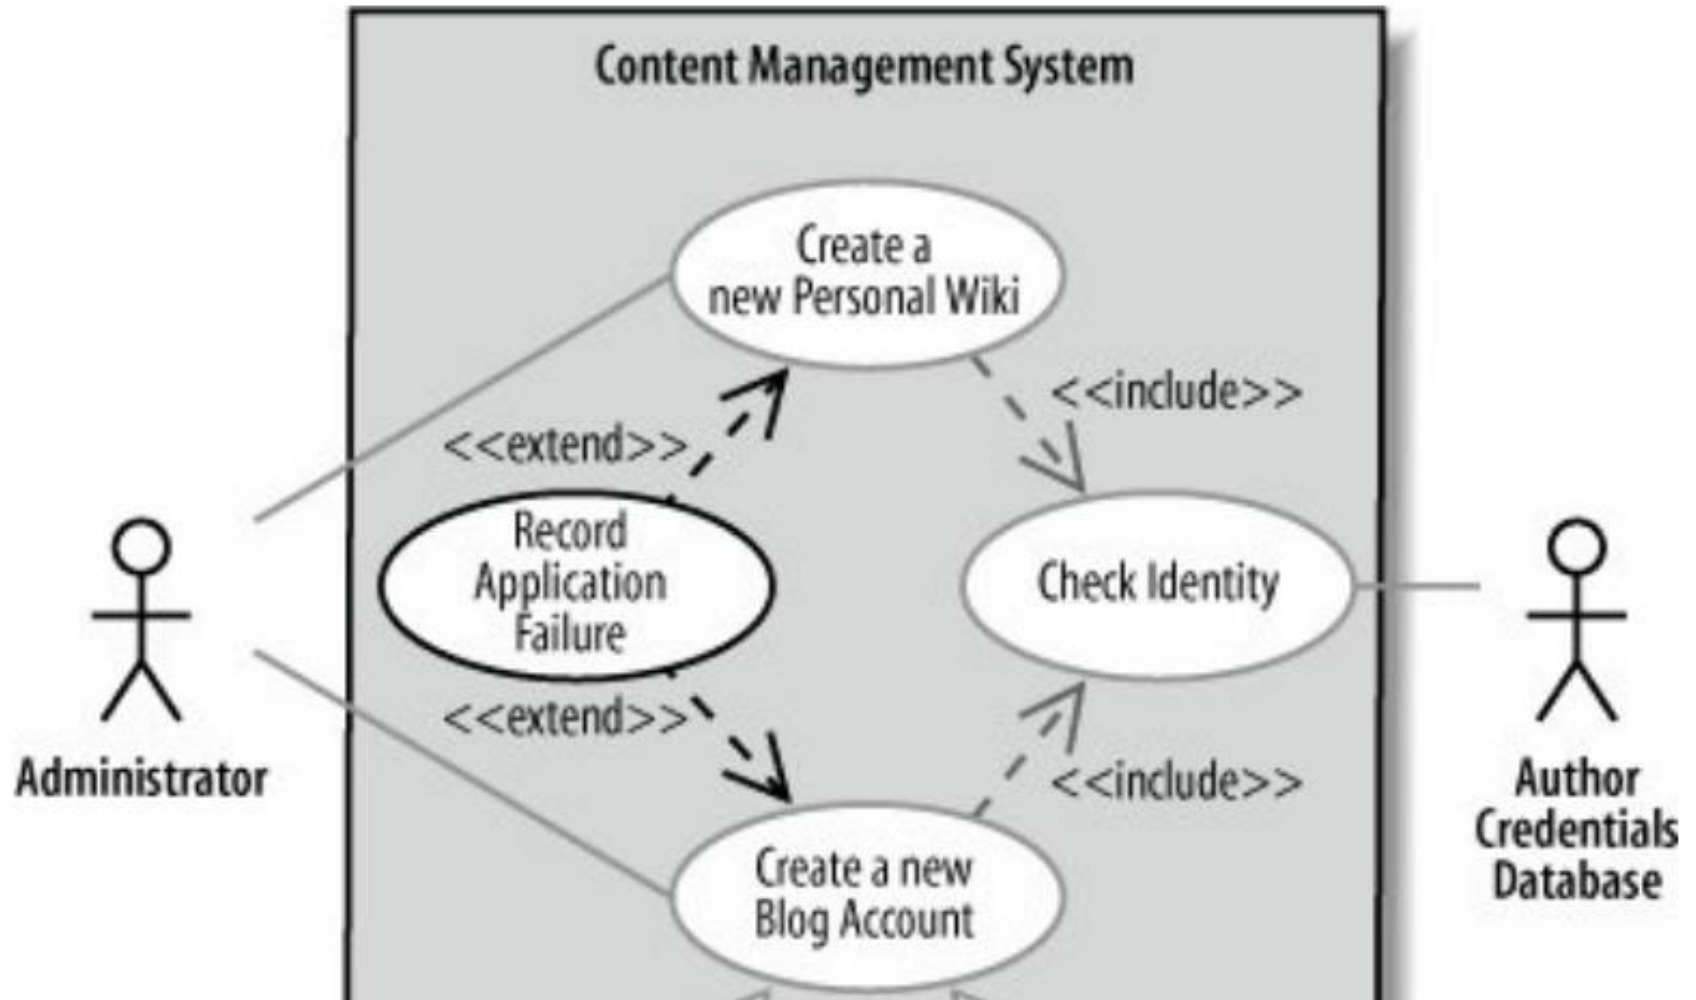 Content Management System
Create a
new Personal Wiki
<<include>>
<<extend>>
Record
Application
Failure
Check Identity
<<extend>>
<<include>>
Administrator
Author
Credentials
Database
Create a new
Blog Account